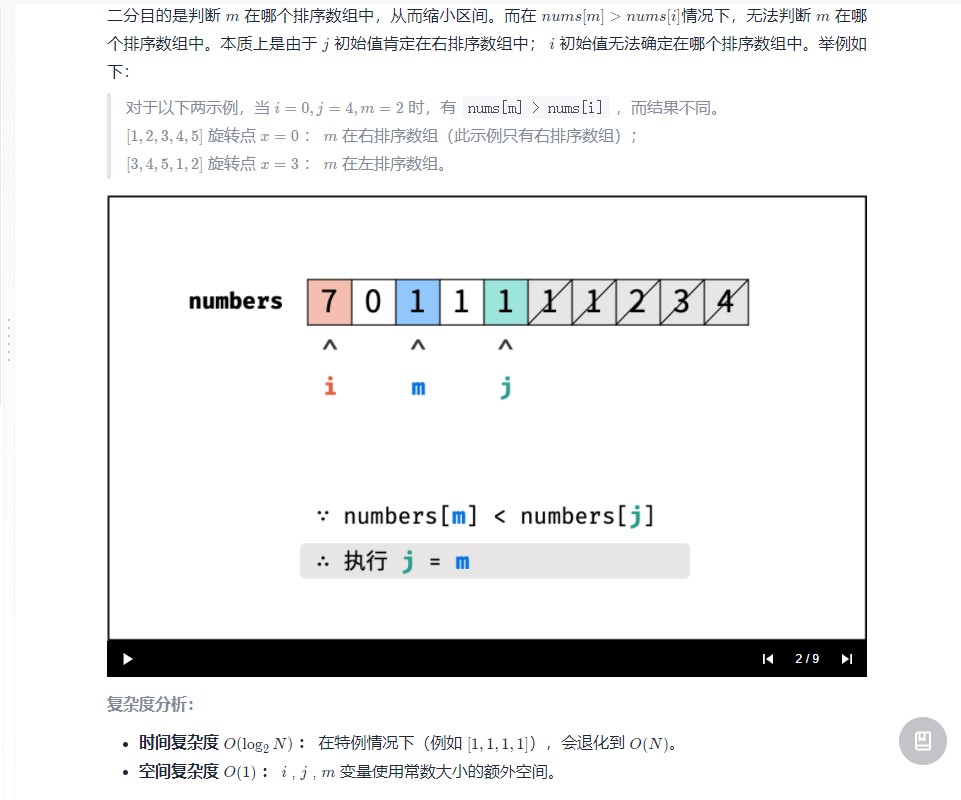 二分目的是判断 m 在哪个排序数组中，从而缩小区间。而在 nums[m] > nums[i]情况下，无法判断 m 在哪
个排序数组中。本质上是由于 j 初始值肯定在右排序数组中； i 初始值无法确定在哪个排序数组中。举例如
下：
对于以下两示例，当 i = 0, j = 4, m = 2 时，有 nums[m] > nums[i] ，而结果不同。
[1, 2, 3, 4, 5] 旋转点 x = 0 ： m 在右排序数组（此示例只有右排序数组）；
[3, 4, 5, 1, 2] 旋转点 x = 3 ： m 在左排序数组。
numbers 7 0 1 1 1 1 1 2 3 4
^ ^ ^
i m j
∵ numbers[m] < numbers[j]
∴ 执行 j = m
2 / 9
复杂度分析：
• 时间复杂度 O(log₂ N) ： 在特例情况下（例如 [1, 1, 1, 1]），会退化到 O(N)。
• 空间复杂度 O(1) ： i , j , m 变量使用常数大小的额外空间。